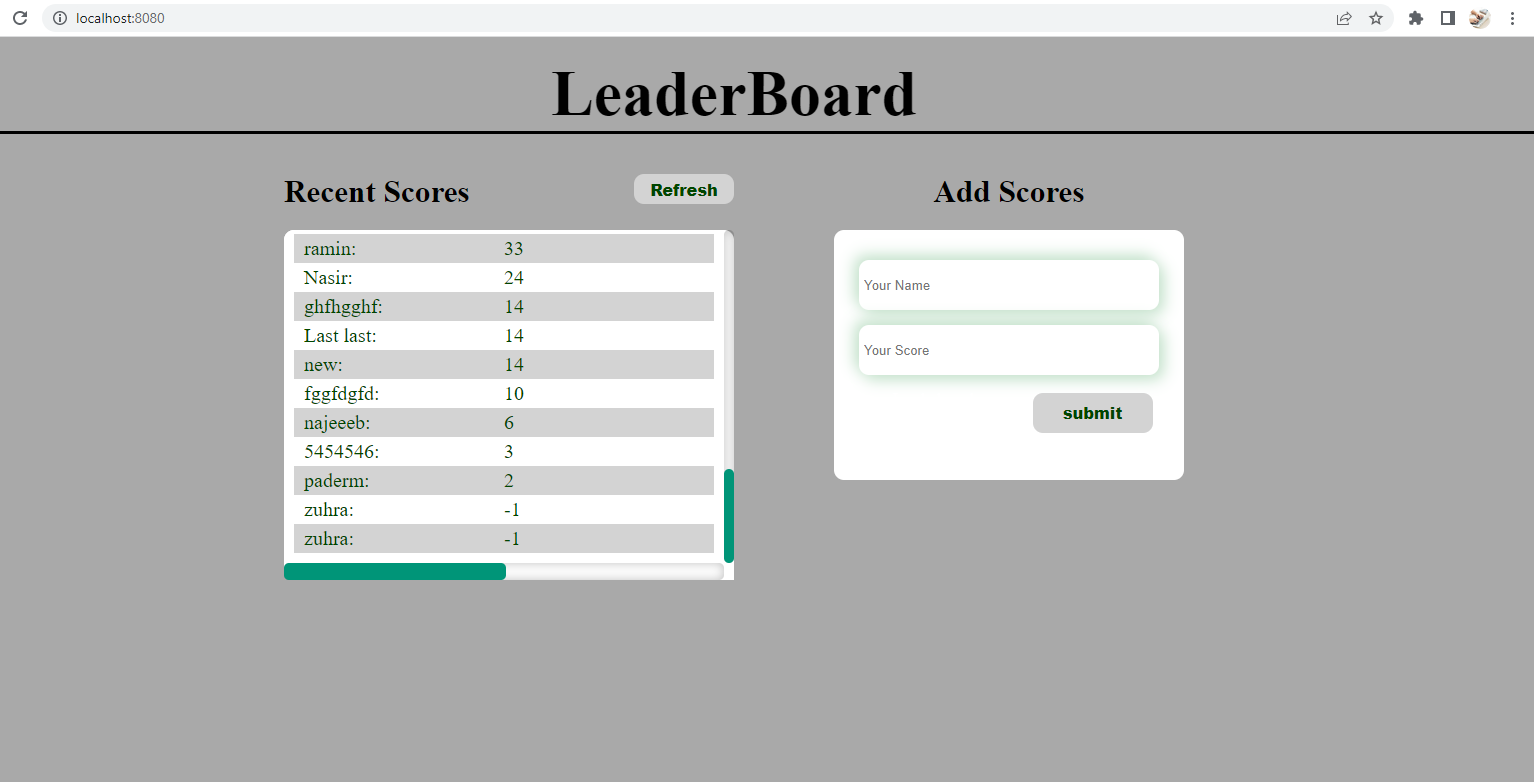 localhost:8080
LeaderBoard
Recent Scores
Refresh
ramin: 33
Nasir: 24
ghfhgghf: 14
Last last: 14
new: 14
fggfdgfd: 10
najeeeb: 6
5454546: 3
paderm: 2
zuhra: -1
zuhra: -1
Add Scores
Your Name
Your Score
submit